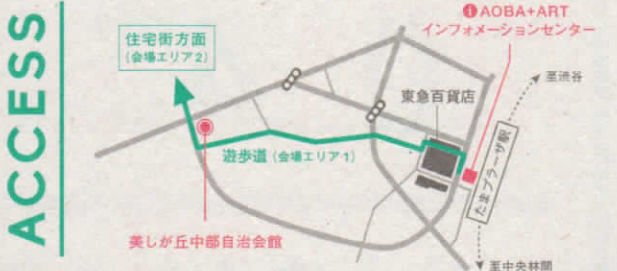 ACCESS
住宅街方面
(会場エリア2)
AOBA+ART
インフォメーションセンター
東急百貨店
至渋谷
たまプラーザ駅
遊歩道(会場エリア1)
美しが丘中部自治会館
至中央林間